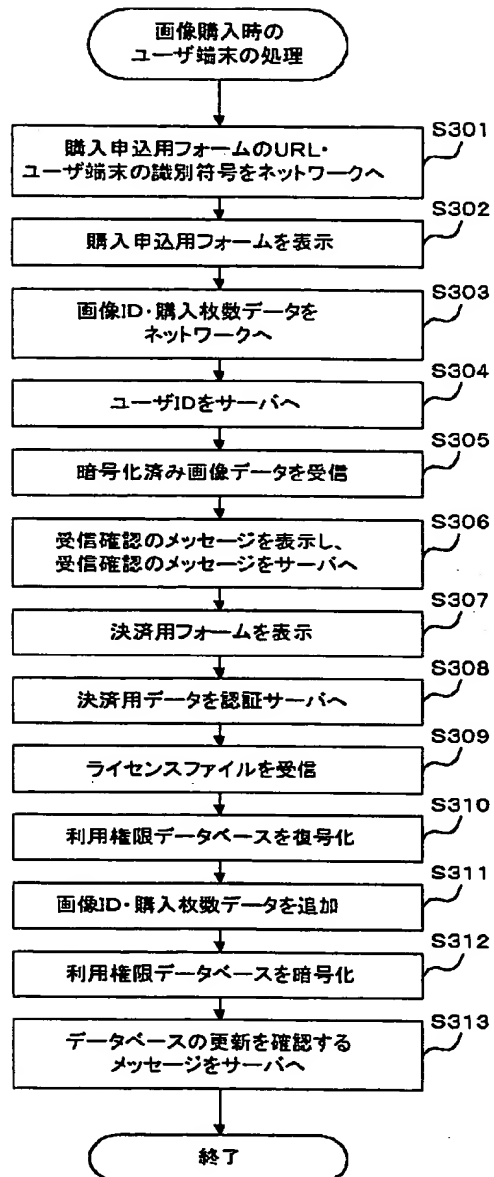 画像購入時の
ユーザ端末の処理
S301
購入申込用フォームのURL・
ユーザ端末の識別符号をネットワークへ
S302
購入申込用フォームを表示
S303
画像ID・購入枚数データを
ネットワークへ
S304
ユーザIDをサーバへ
S305
暗号化済み画像データを受信
S306
受信確認のメッセージを表示し、
受信確認のメッセージをサーバへ
S307
決済用フォームを表示
S308
決済用データを認証サーバへ
S309
ライセンスファイルを受信
S310
利用権限データベースを復号化
S311
画像ID・購入枚数データを追加
S312
利用権限データベースを暗号化
S313
データベースの更新を確認する
メッセージをサーバへ
終了